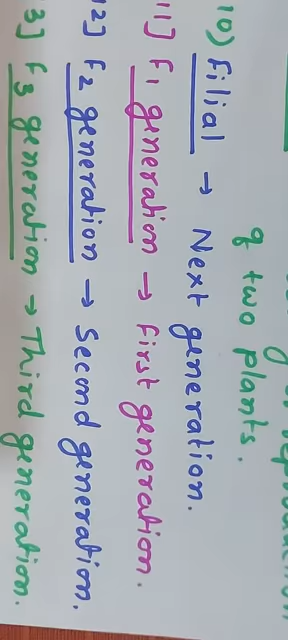 & two plants.
10) Filial → Next generation.
11] F1 generation → First generation.
12] F2 generation → Second generation.
13] F3 generation → Third generation.